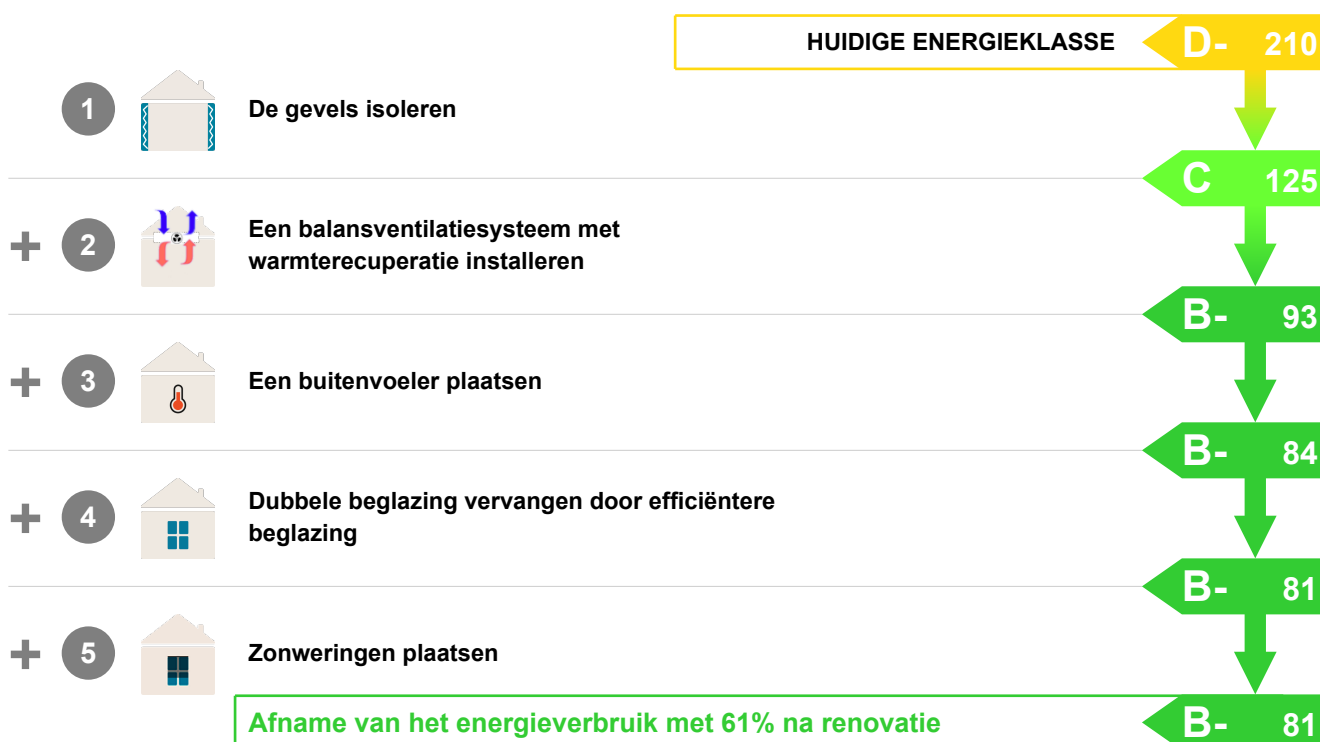 HUIDIGE ENERGIEKLASSE D- 210
1 De gevels isoleren
C 125
+ 2 Een balansventilatiesysteem met
warmterecuperatie installeren
B- 93
+ 3 Een buitenvoeler plaatsen
B- 84
+ 4 Dubbele beglazing vervangen door efficiëntere
beglazing
B- 81
+ 5 Zonweringen plaatsen
Afname van het energieverbruik met 61% na renovatie B- 81